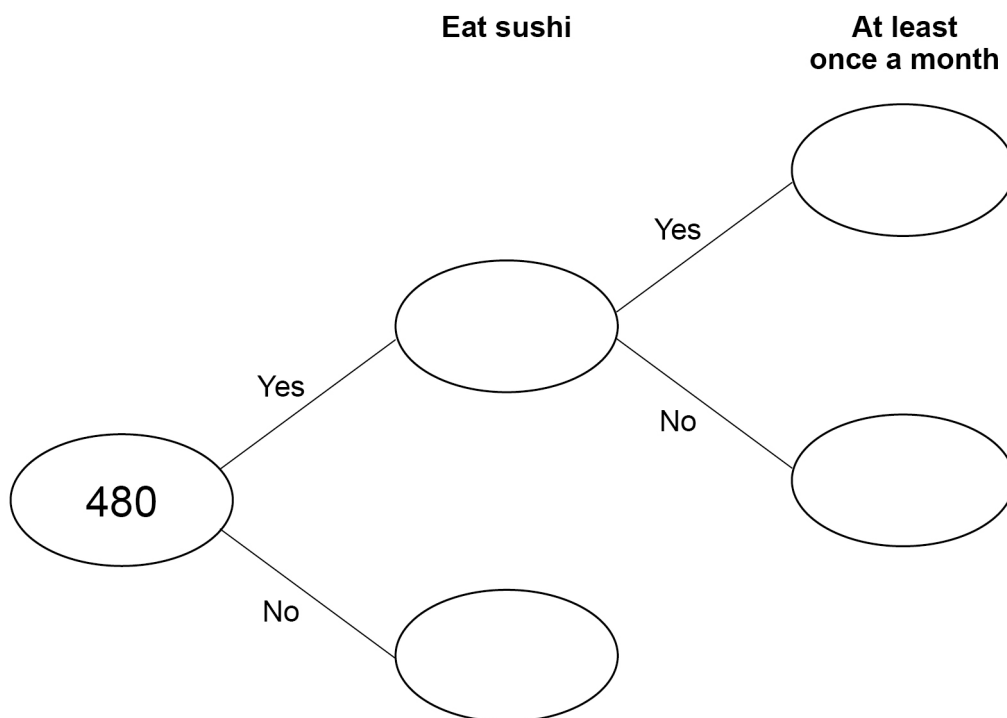 Eat sushi
At least
once a month
Yes
Yes
No
480
No